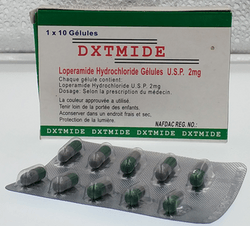 1 x 10 Gélules
DXTMIDE ®
Loperamide Hydrochloride Gélules U.S.P. 2mg
Chaque gélule contient:
Loperamide Hydrochloride U.S.P. 2mg
Dosage: Selon la prescription du médecin.
La couleur approuvée à utilisé.
Tenir loin de la portée des enfants.
Aconserver dans un endroit frais et sec.
Protection de la lumière.
NAFDAC REG. NO.:
DXTMIDE DXTMIDE DXTMIDE DXTMIDE